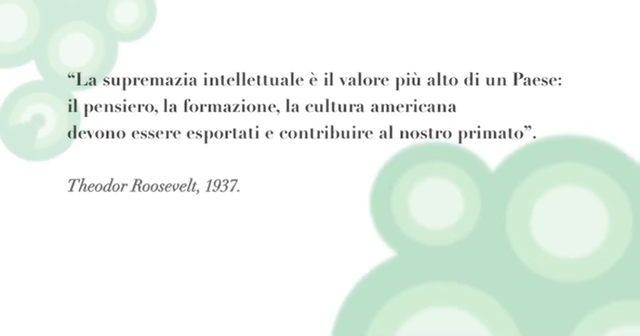 “La supremazia intellettuale è il valore più alto di un Paese:
il pensiero, la formazione, la cultura americana
devono essere esportati e contribuire al nostro primato”.
Theodor Roosevelt, 1937.